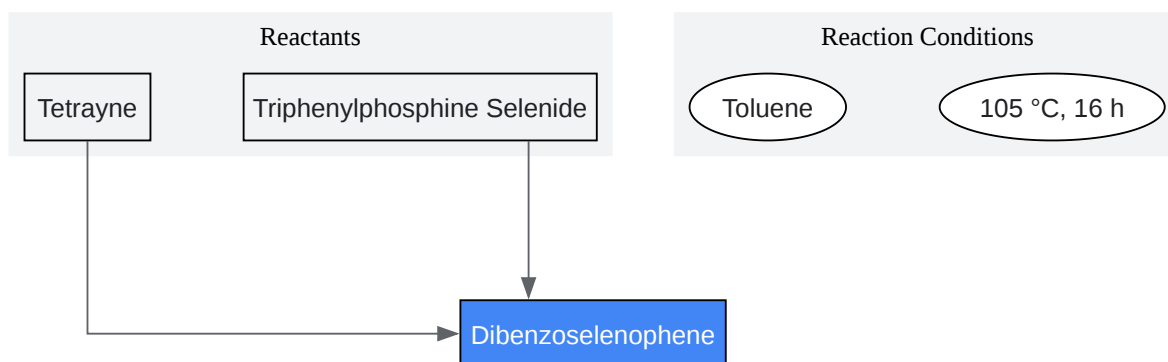 Reactants
Reaction Conditions
Tetrayne
Triphenylphosphine Selenide
Toluene
105 °C, 16 h
Dibenzoselenophene